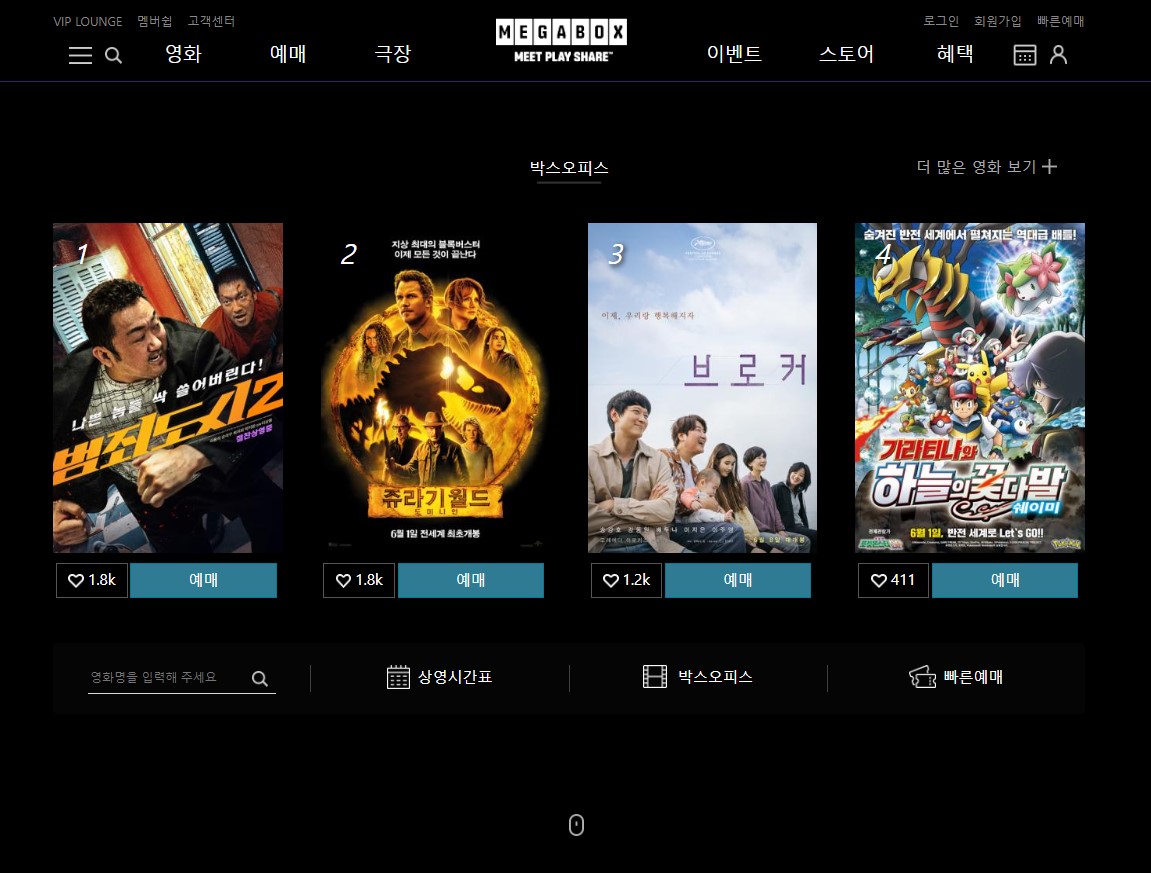 VIP LOUNGE 멤버쉽 고객센터
로그인 회원가입 빠른예매
MEGABOX
MEET PLAY SHARE™
영화 예매 극장
이벤트 스토어 혜택
박스오피스
더 많은 영화 보기
1
나쁜 놈들 싹 쓸어버린다!
범죄도시2
2
지상 최대의 블록버스터
이제 모든 것이 끝난다
쥬라기월드
도미니언
6월 1일 전세계 최초개봉
3
이제, 우리랑 행복해지자
브로커
4
숨겨진 반전 세계에서 펼쳐지는 역대급 배틀!
기라티나와
하늘의 꽃다발
쉐이미
6월 1일, 반전 세계로 Let's GO!!
1.8k 예매
1.8k 예매
1.2k 예매
411 예매
영화명을 입력해 주세요
상영시간표
박스오피스
빠른예매